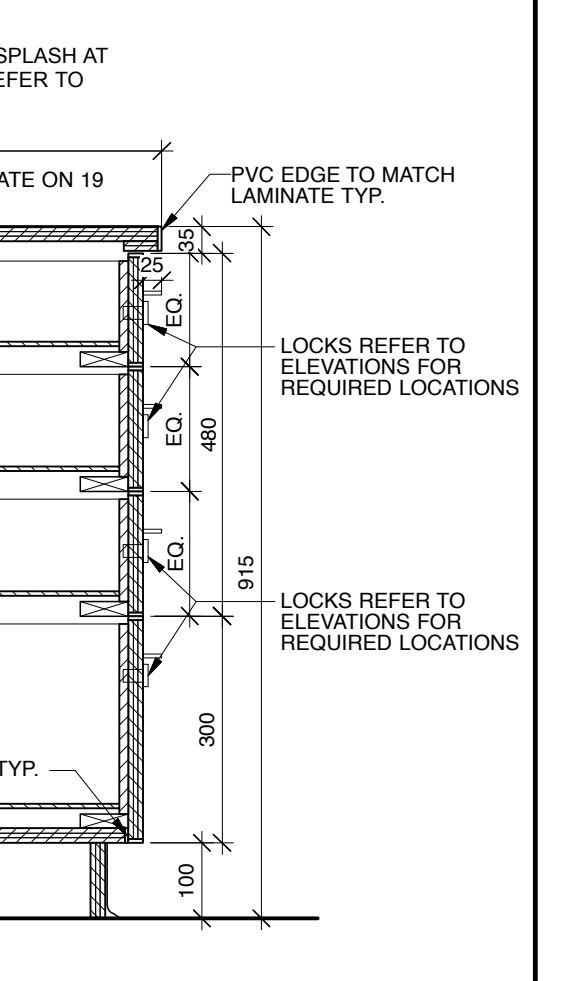 SPLASH AT
EFER TO
ATE ON 19
PVC EDGE TO MATCH
LAMINATE TYP.
35
25
EQ.
LOCKS REFER TO
ELEVATIONS FOR
REQUIRED LOCATIONS
EQ.
480
EQ.
915
LOCKS REFER TO
ELEVATIONS FOR
REQUIRED LOCATIONS
300
TYP.
100